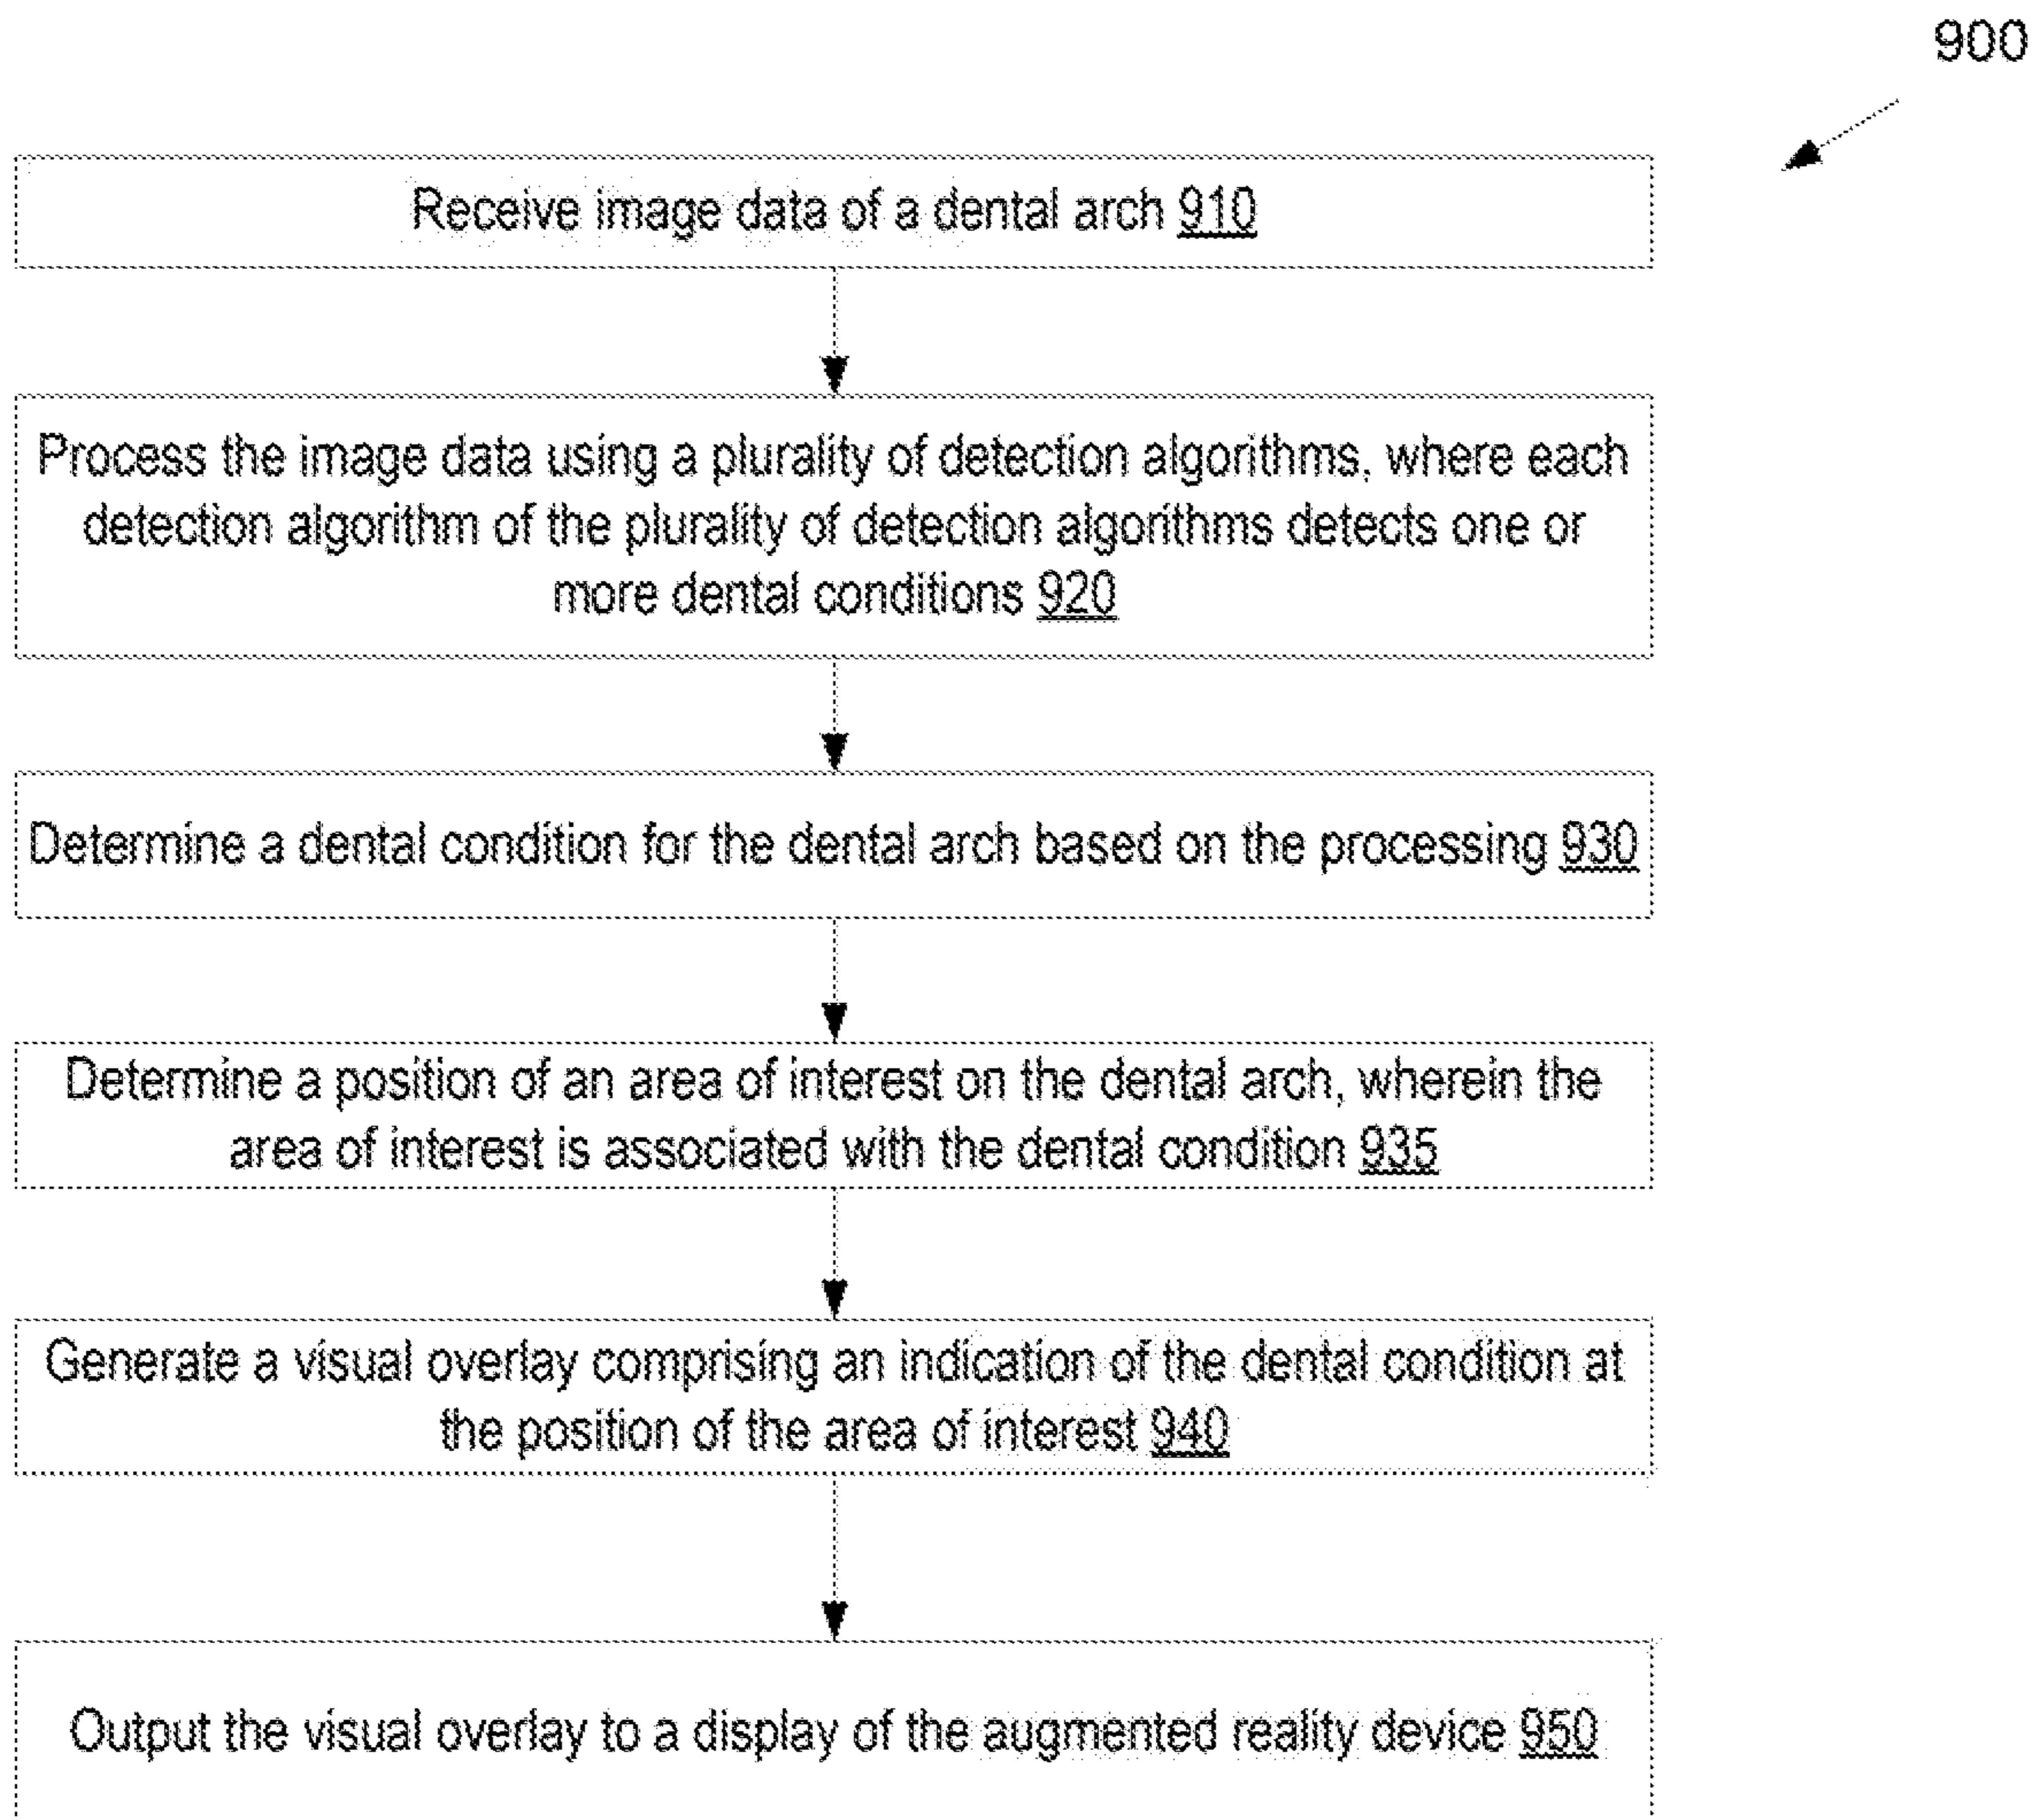 900
Receive image data of a dental arch 910
Process the image data using a plurality of detection algorithms, where each
detection algorithm of the plurality of detection algorithms detects one or
more dental conditions 920
Determine a dental condition for the dental arch based on the processing 930
Determine a position of an area of interest on the dental arch, wherein the
area of interest is associated with the dental condition 935
Generate a visual overlay comprising an indication of the dental condition at
the position of the area of interest 940
Output the visual overlay to a display of the augmented reality device 950